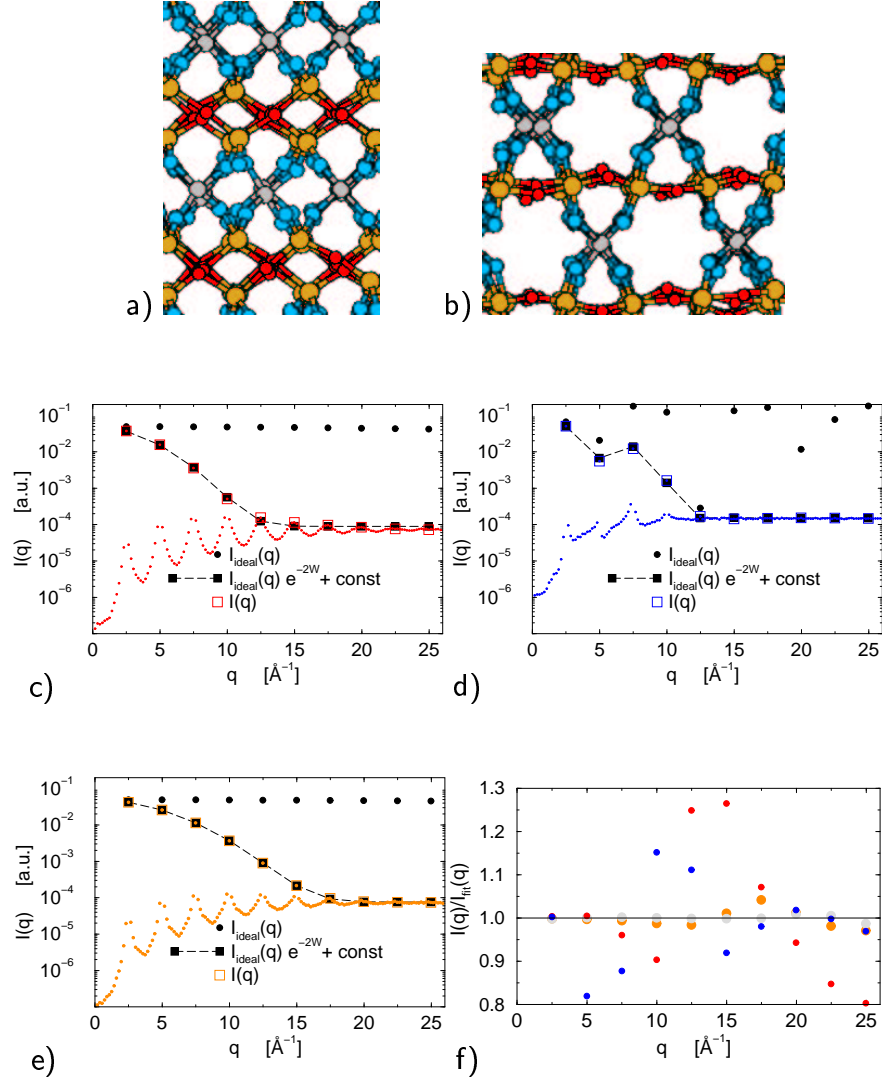 a)
b)
10⁻¹
10⁻²
10⁻³
10⁻⁴
10⁻⁵
10⁻⁶
I(q) [a.u.]
I_ideal(q)
I_ideal(q) e⁻²ᵂ + const
I(q)
0 5 10 15 20 25
q [Å⁻¹]
c)
10⁻¹
10⁻²
10⁻³
10⁻⁴
10⁻⁵
10⁻⁶
I(q) [a.u.]
I_ideal(q)
I_ideal(q) e⁻²ᵂ + const
I(q)
0 5 10 15 20 25
q [Å⁻¹]
d)
10⁻¹
10⁻²
10⁻³
10⁻⁴
10⁻⁵
10⁻⁶
I(q) [a.u.]
I_ideal(q)
I_ideal(q) e⁻²ᵂ + const
I(q)
0 5 10 15 20 25
q [Å⁻¹]
e)
1.3
1.2
1.1
1.0
0.9
0.8
I(q)/I_fit(q)
0 5 10 15 20 25
q [Å⁻¹]
f)